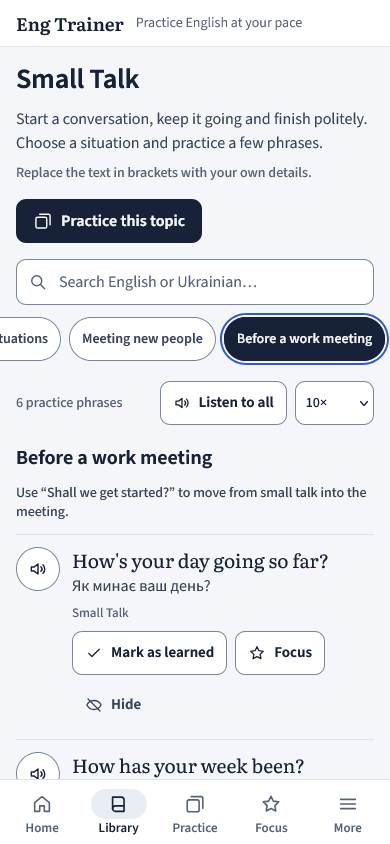 Eng Trainer Practice English at your pace
Small Talk
Start a conversation, keep it going and finish politely.
Choose a situation and practice a few phrases.
Replace the text in brackets with your own details.
Practice this topic
Search English or Ukrainian…
tuations Meeting new people Before a work meeting
6 practice phrases Listen to all 10×
Before a work meeting
Use “Shall we get started?” to move from small talk into the
meeting.
How's your day going so far?
Як минає ваш день?
Small Talk
Mark as learned Focus
Hide
How has your week been?
Home Library Practice Focus More